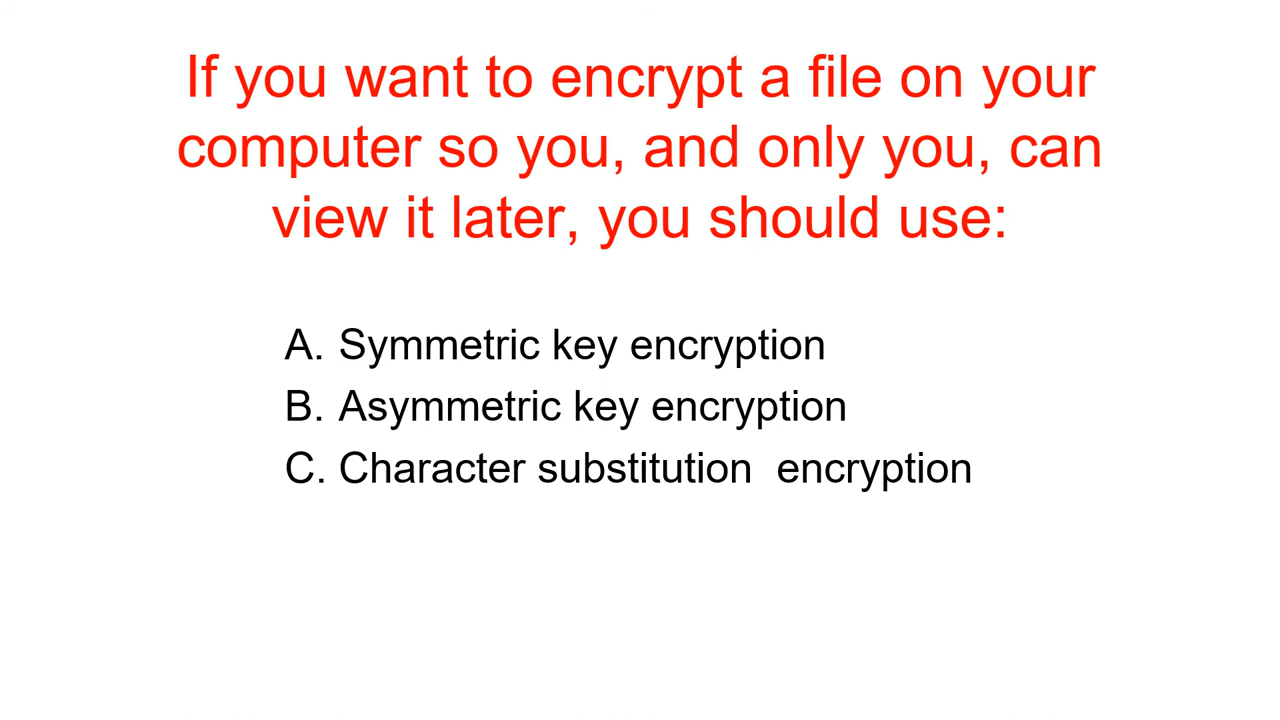 If you want to encrypt a file on your
computer so you, and only you, can
view it later, you should use:
A. Symmetric key encryption
B. Asymmetric key encryption
C. Character substitution  encryption